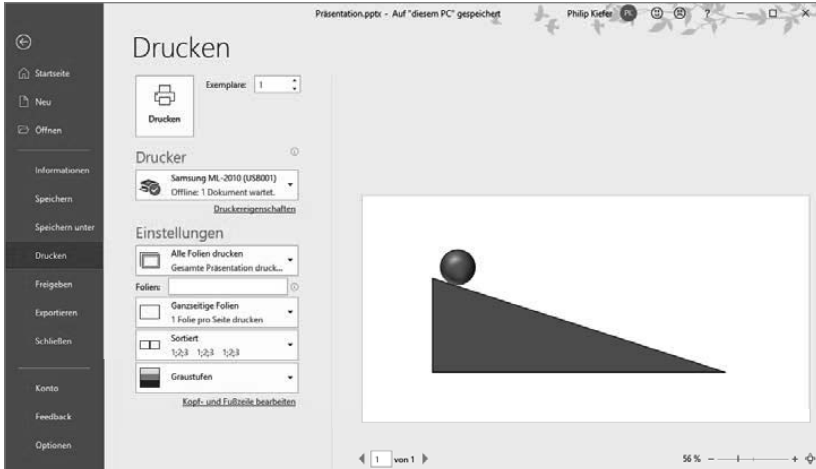 Präsentation.pptx - Auf "diesem PC" gespeichert
Philip Kiefer
PK
?
Startseite
Neu
Öffnen
Informationen
Speichern
Speichern unter
Drucken
Freigeben
Exportieren
Schließen
Konto
Feedback
Optionen
Drucken
Drucken
Exemplare: 1
Drucker
Samsung ML-2010 (USB001)
Offline: 1 Dokument wartet.
Druckereigenschaften
Einstellungen
Alle Folien drucken
Gesamte Präsentation druck...
Folien:
Ganzseitige Folien
1 Folie pro Seite drucken
Sortiert
1;2;3 1;2;3 1;2;3
Graustufen
Kopf- und Fußzeile bearbeiten
1 von 1
56 %